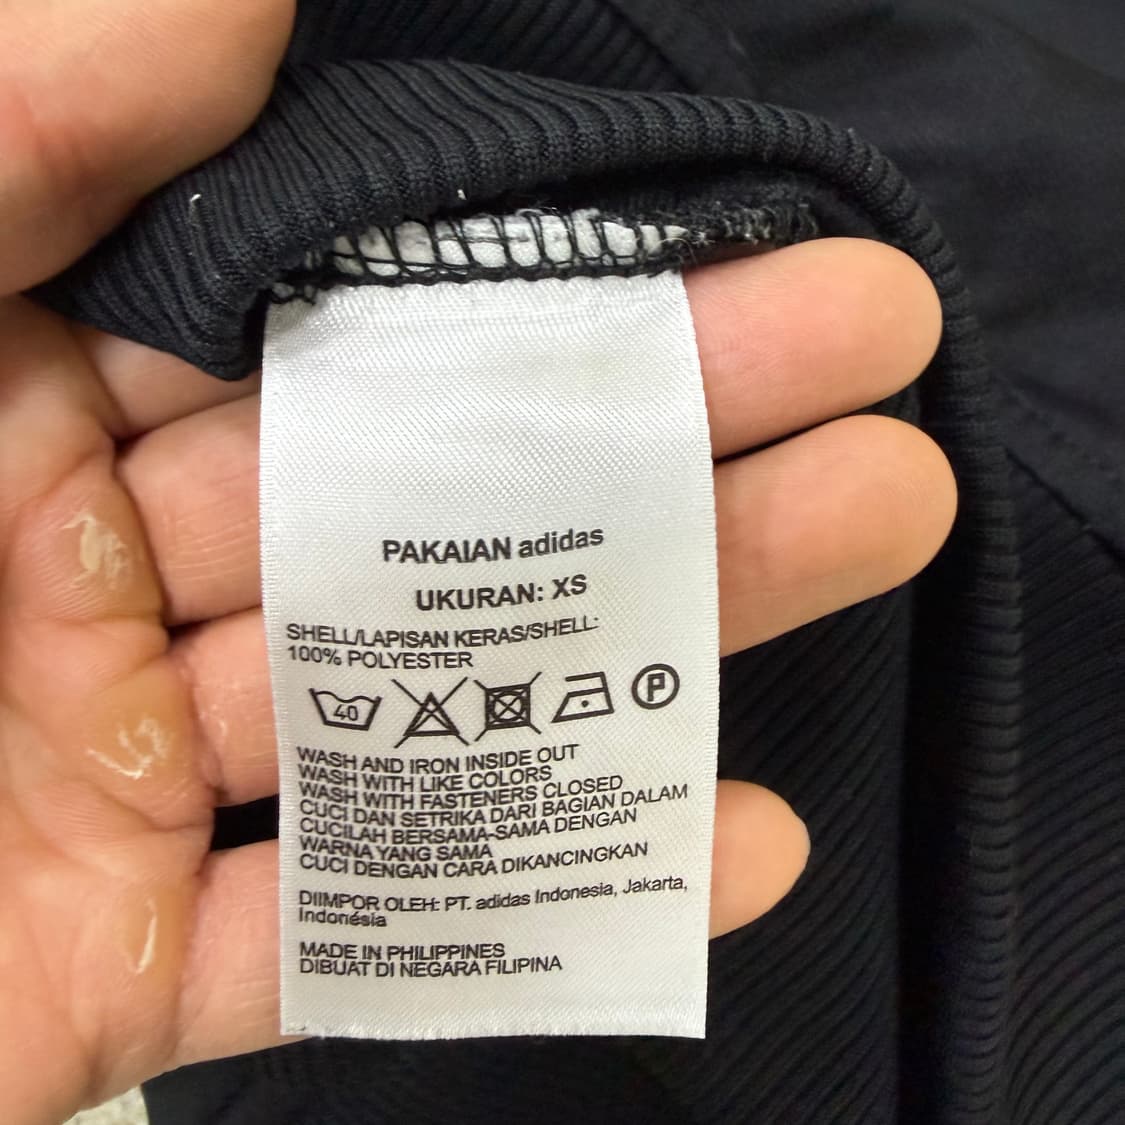 PAKAIAN adidas
UKURAN: XS
SHELL/LAPISAN KERAS/SHELL:
100% POLYESTER
40 P
WASH AND IRON INSIDE OUT
WASH WITH LIKE COLORS
WASH WITH FASTENERS CLOSED
CUCI DAN SETRIKA DARI BAGIAN DALAM
CUCILAH BERSAMA-SAMA DENGAN
WARNA YANG SAMA
CUCI DENGAN CARA DIKANCINGKAN
DIIMPOR OLEH: PT. adidas Indonesia, Jakarta,
Indonésia
MADE IN PHILIPPINES
DIBUAT DI NEGARA FILIPINA